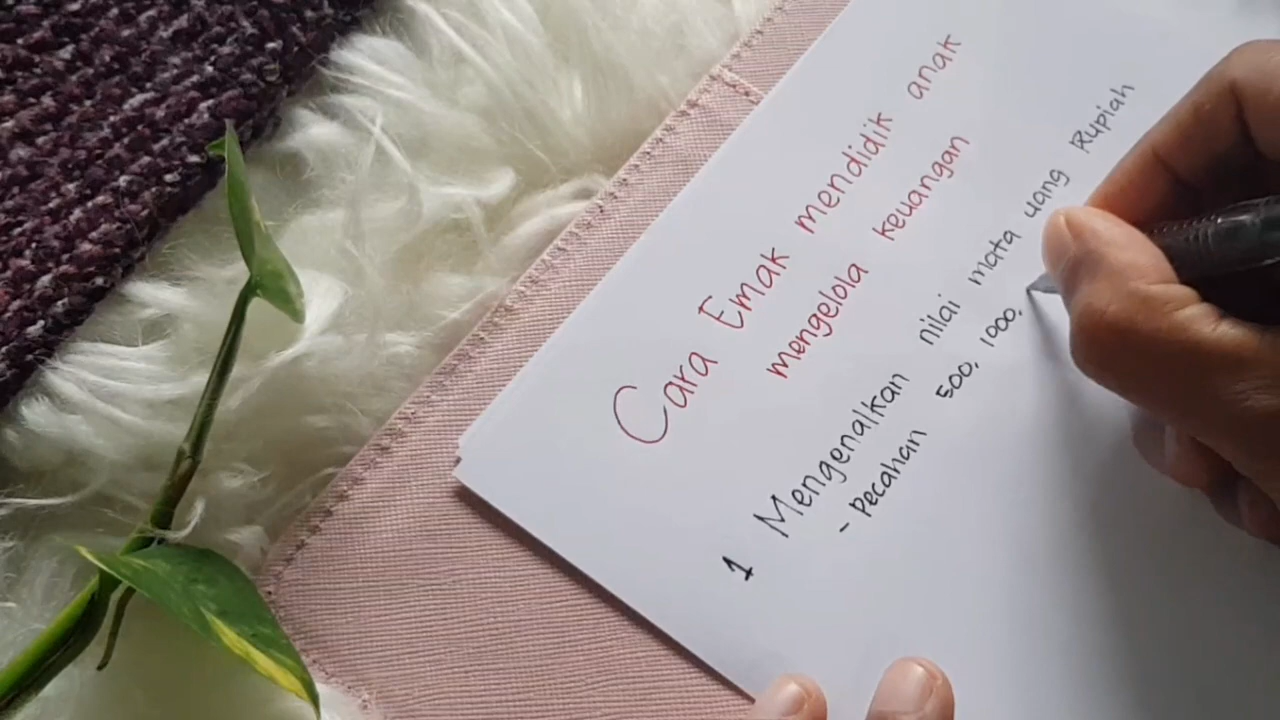 Cara Emak mendidik anak
mengelola keuangan
1 Mengenalkan nilai mata uang Rupiah
- Pecahan 500, 1000,